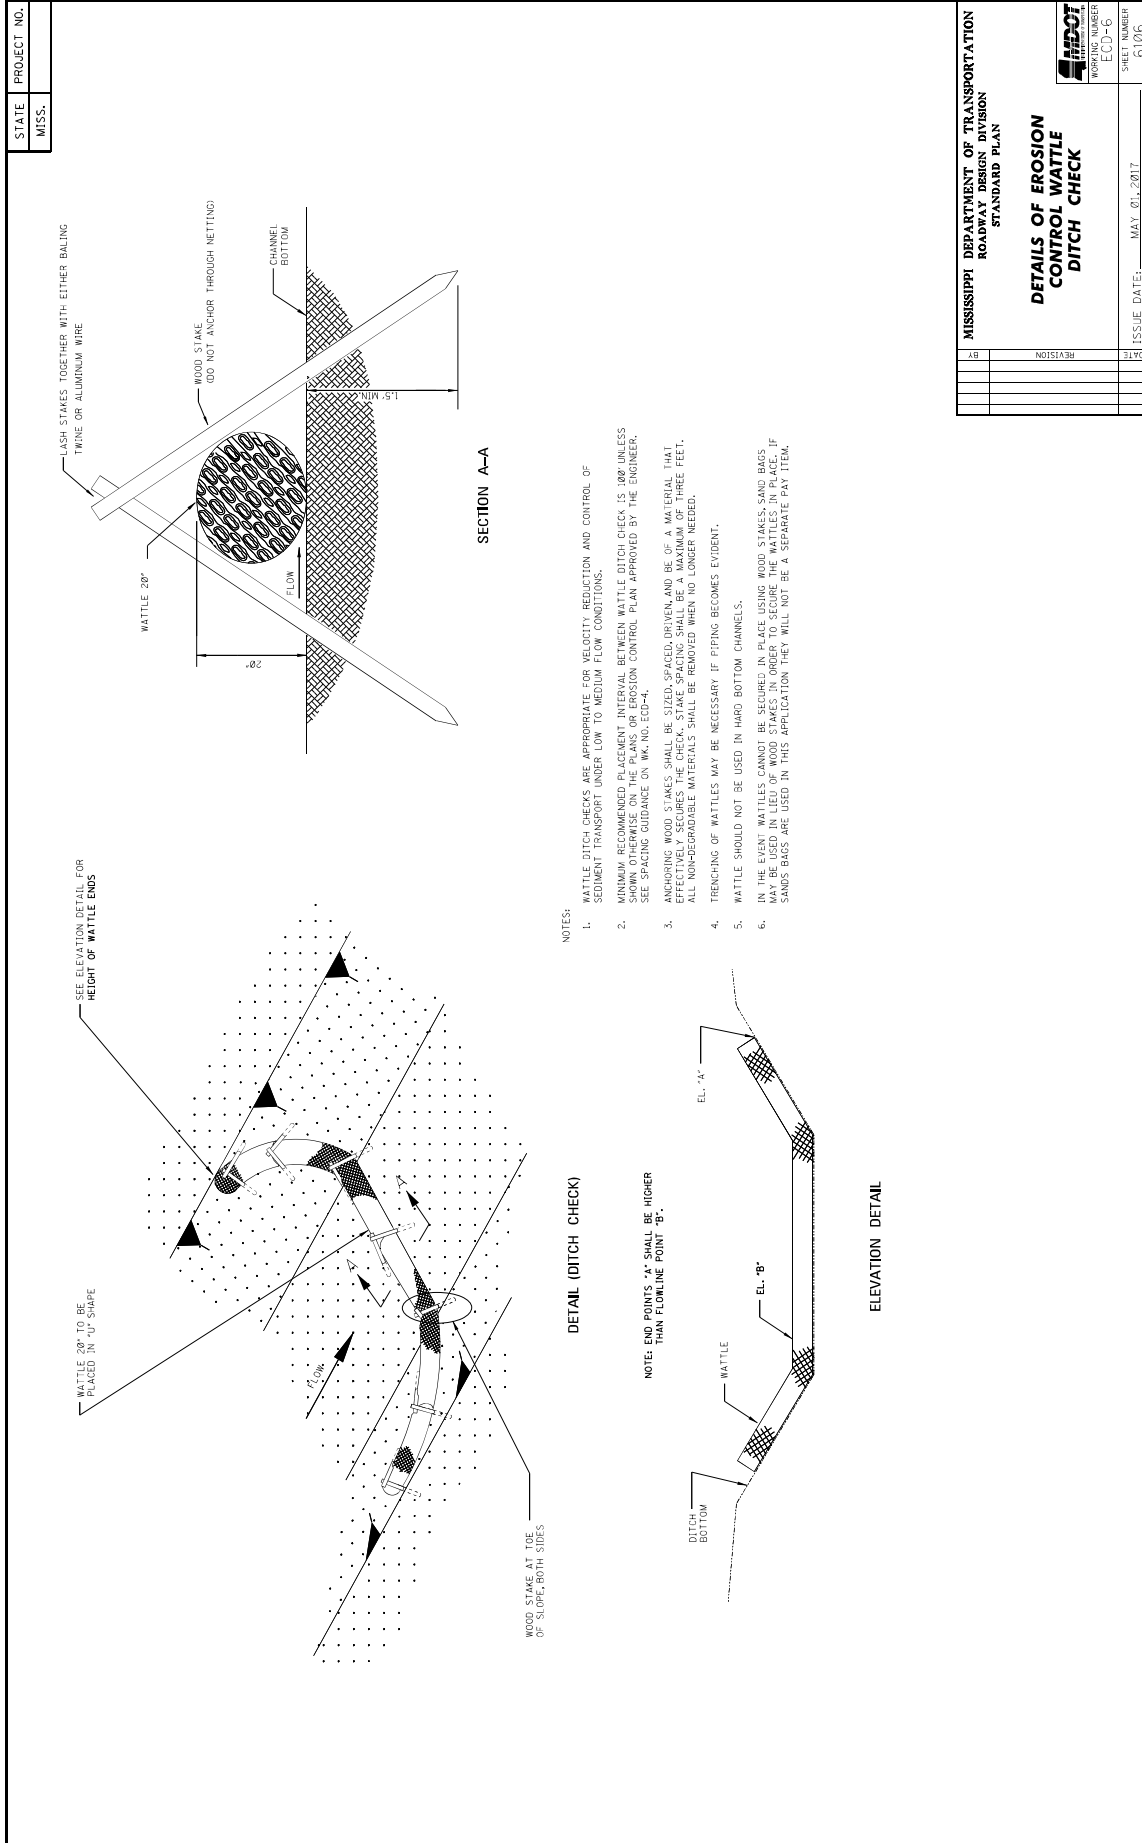 STATE PROJECT NO.
MISS.
SEE ELEVATION DETAIL FOR
HEIGHT OF WATTLE ENDS
WATTLE 20" TO BE
PLACED IN "U" SHAPE
FLOW
A
A
WOOD STAKE AT TOE
OF SLOPE, BOTH SIDES
DETAIL (DITCH CHECK)
LASH STAKES TOGETHER WITH EITHER BALING
TWINE OR ALUMINUM WIRE
WATTLE 20"
WOOD STAKE
(DO NOT ANCHOR THROUGH NETTING)
CHANNEL
BOTTOM
20"
FLOW
1.5' MIN.
SECTION A-A
NOTE: END POINTS "A" SHALL BE HIGHER
THAN FLOWLINE POINT "B".
DITCH
BOTTOM
WATTLE
EL. "B"
EL. "A"
ELEVATION DETAIL
NOTES:
1. WATTLE DITCH CHECKS ARE APPROPRIATE FOR VELOCITY REDUCTION AND CONTROL OF
SEDIMENT TRANSPORT UNDER LOW TO MEDIUM FLOW CONDITIONS.
2. MINIMUM RECOMMENDED PLACEMENT INTERVAL BETWEEN WATTLE DITCH CHECK IS 100' UNLESS
SHOWN OTHERWISE ON THE PLANS OR EROSION CONTROL PLAN APPROVED BY THE ENGINEER.
SEE SPACING GUIDANCE ON WK. NO. ECD-4.
3. ANCHORING WOOD STAKES SHALL BE SIZED, SPACED, DRIVEN, AND BE OF A MATERIAL THAT
EFFECTIVELY SECURES THE CHECK. STAKE SPACING SHALL BE A MAXIMUM OF THREE FEET.
ALL NON-DEGRADABLE MATERIALS SHALL BE REMOVED WHEN NO LONGER NEEDED.
4. TRENCHING OF WATTLES MAY BE NECESSARY IF PIPING BECOMES EVIDENT.
5. WATTLE SHOULD NOT BE USED IN HARD BOTTOM CHANNELS.
6. IN THE EVENT WATTLES CANNOT BE SECURED IN PLACE USING WOOD STAKES, SAND BAGS
MAY BE USED IN LIEU OF WOOD STAKES IN ORDER TO SECURE THE WATTLES IN PLACE. IF
SANDS BAGS ARE USED IN THIS APPLICATION THEY WILL NOT BE A SEPARATE PAY ITEM.
BY
REVISION
DATE
MISSISSIPPI DEPARTMENT OF TRANSPORTATION
ROADWAY DESIGN DIVISION
STANDARD PLAN
DETAILS OF EROSION
CONTROL WATTLE
DITCH CHECK
ISSUE DATE: MAY 01, 2017
MDOT
WORKING NUMBER
ECD-6
SHEET NUMBER
6106